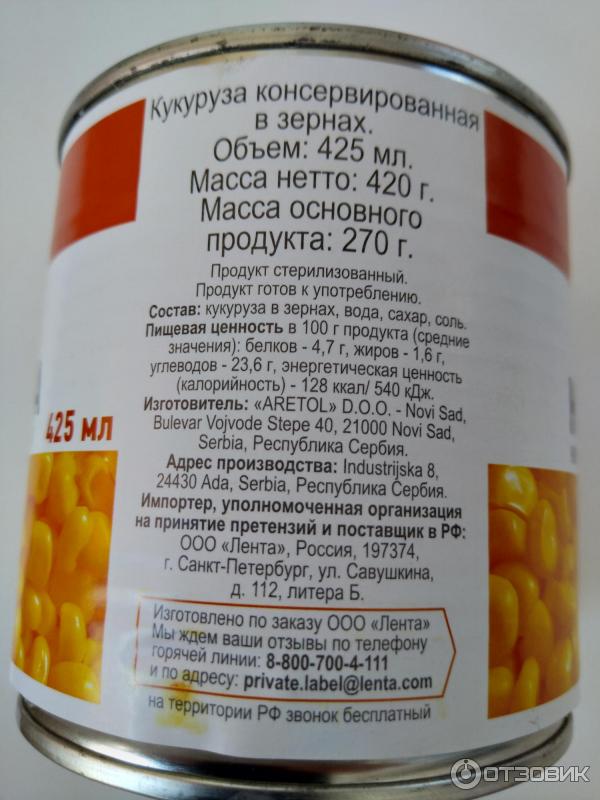 Кукуруза консервированная
в зернах.
Объем: 425 мл.
Масса нетто: 420 г.
Масса основного
продукта: 270 г.
Продукт стерилизованный.
Продукт готов к употреблению.
Состав: кукуруза в зернах, вода, сахар, соль.
Пищевая ценность в 100 г продукта (средние
значения): белков - 4,7 г, жиров - 1,6 г,
углеводов - 23,6 г, энергетическая ценность
(калорийность) - 128 ккал/ 540 кДж.
Изготовитель: «ARETOL» D.O.O. - Novi Sad,
Bulevar Vojvode Stepe 40, 21000 Novi Sad,
Serbia, Республика Сербия.
Адрес производства: Industrijska 8,
24430 Ada, Serbia, Республика Сербия.
Импортер, уполномоченная организация
на принятие претензий и поставщик в РФ:
ООО «Лента», Россия, 197374,
г. Санкт-Петербург, ул. Савушкина,
д. 112, литера Б.
Изготовлено по заказу ООО «Лента»
Мы ждем ваши отзывы по телефону
горячей линии: 8-800-700-4-111
и по адресу: private.label@lenta.com
на территории РФ звонок бесплатный
425 мл
ОТЗОВИК